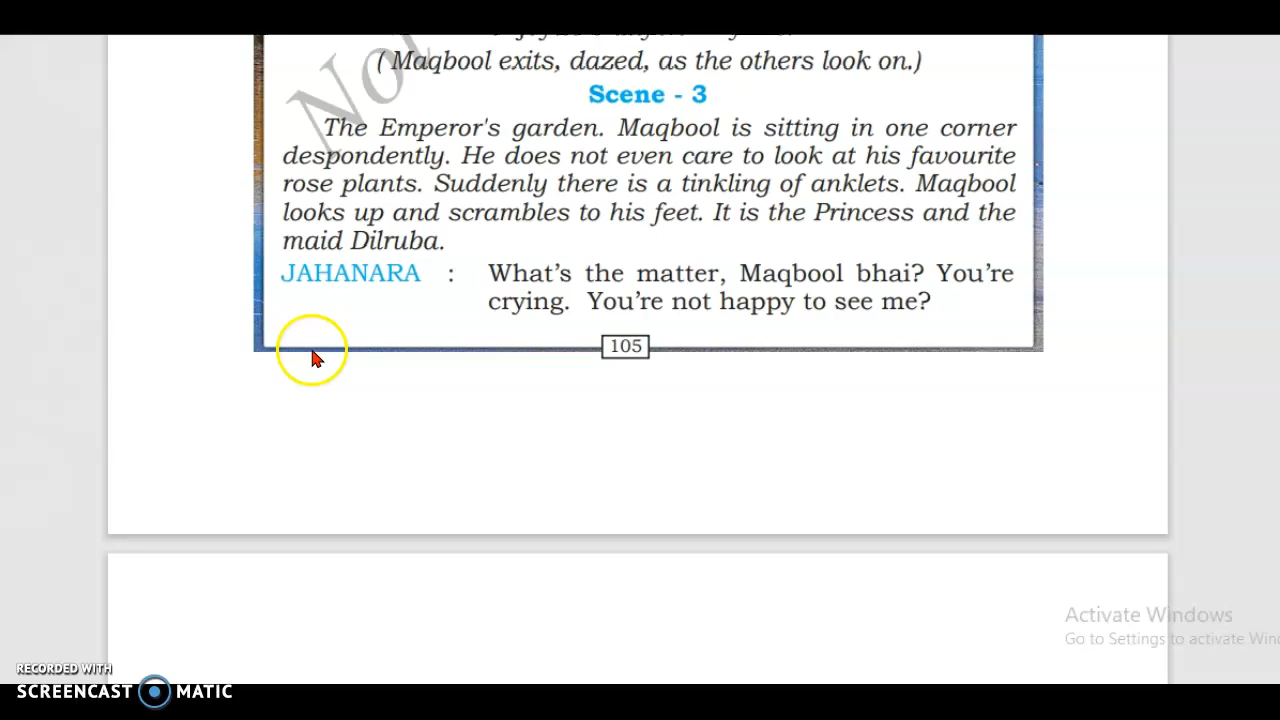 ( Maqbool exits, dazed, as the others look on.)
Scene - 3
The Emperor's garden. Maqbool is sitting in one corner
despondently. He does not even care to look at his favourite
rose plants. Suddenly there is a tinkling of anklets. Maqbool
looks up and scrambles to his feet. It is the Princess and the
maid Dilruba.
JAHANARA : What's the matter, Maqbool bhai? You're
crying. You're not happy to see me?
105
Not
Activate Windows
Go to Settings to activate Win
RECORDED WITH
SCREENCAST MATIC